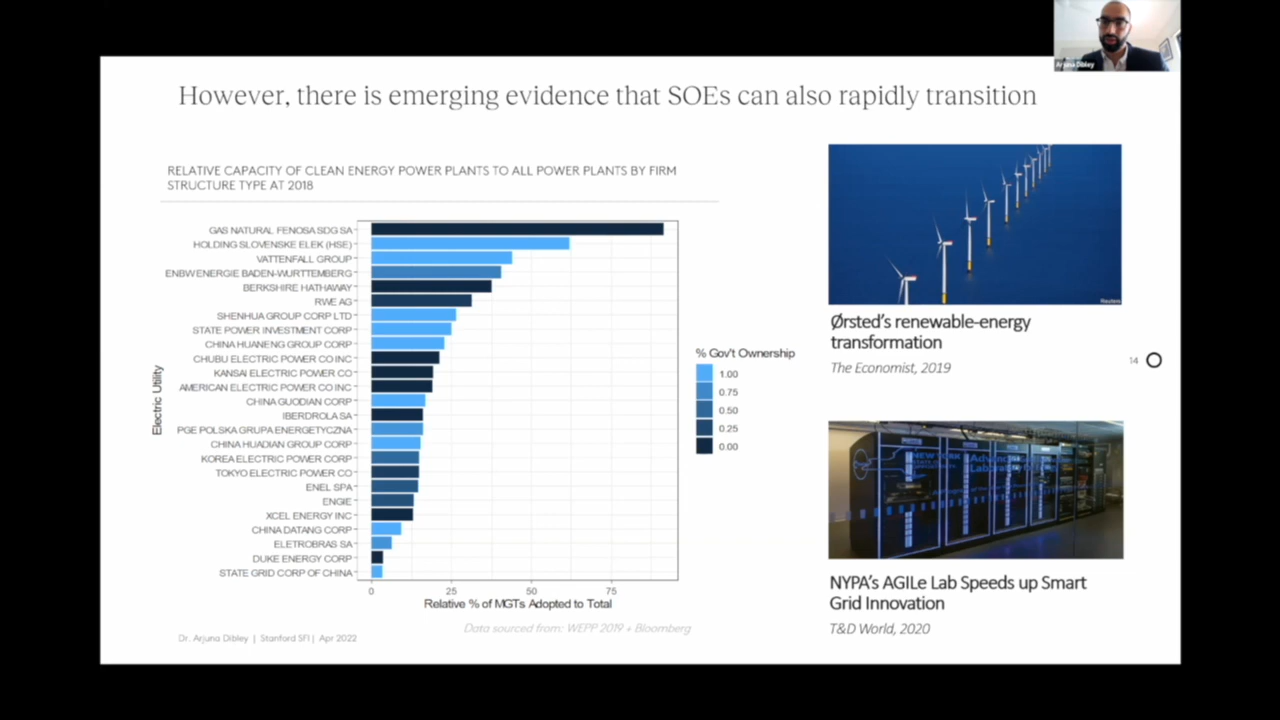 Arjuna Dibley
However, there is emerging evidence that SOEs can also rapidly transition
RELATIVE CAPACITY OF CLEAN ENERGY POWER PLANTS TO ALL POWER PLANTS BY FIRM
STRUCTURE TYPE AT 2018
Electric Utility
GAS NATURAL FENOSA SDG SA
HOLDING SLOVENSKE ELEK (HSE)
VATTENFALL GROUP
ENBW ENERGIE BADEN-WURTTEMBERG
BERKSHIRE HATHAWAY
RWE AG
SHENHUA GROUP CORP LTD
STATE POWER INVESTMENT CORP
CHINA HUANENG GROUP CORP
CHUBU ELECTRIC POWER CO INC
KANSAI ELECTRIC POWER CO
AMERICAN ELECTRIC POWER CO INC
CHINA GUODIAN CORP
IBERDROLA SA
PGE POLSKA GRUPA ENERGETYCZNA
CHINA HUADIAN GROUP CORP
KOREA ELECTRIC POWER CORP
TOKYO ELECTRIC POWER CO
ENEL SPA
ENGIE
XCEL ENERGY INC
CHINA DATANG CORP
ELETROBRAS SA
DUKE ENERGY CORP
STATE GRID CORP OF CHINA
0 25 50 75
Relative % of MGTs Adopted to Total
% Gov't Ownership
1.00
0.75
0.50
0.25
0.00
Data sourced from: WEPP 2019 + Bloomberg
Dr. Arjuna Dibley | Stanford SFI | Apr 2022
Reuters
Ørsted's renewable-energy
transformation
The Economist, 2019
14
NEW YORK
NYPA's AGILe Lab Speeds up Smart
Grid Innovation
T&D World, 2020